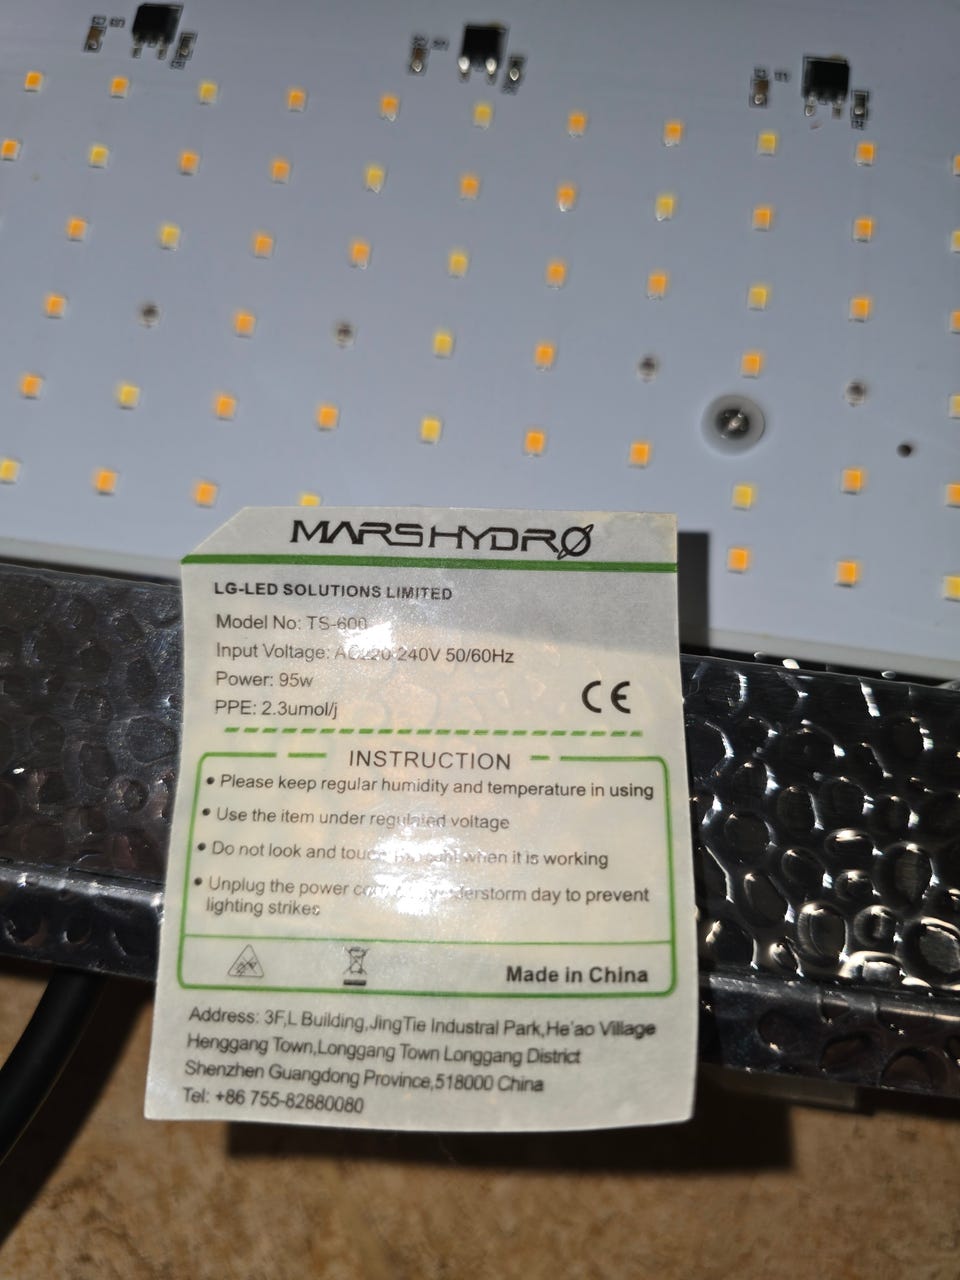 MARSHYDRO
LG-LED SOLUTIONS LIMITED
Model No: TS-600
Input Voltage: AC220-240V 50/60Hz
Power: 95w
PPE: 2.3umol/j
CE
INSTRUCTION
• Please keep regular humidity and temperature in using
• Use the item under regulated voltage
• Do not look and touch when it is working
• Unplug the power day to prevent
lighting strikes
Made in China
Address: 3F,L Building,JingTie Industral Park,He'ao Village
Henggang Town,Longgang Town Longgang District
Shenzhen Guangdong Province,518000 China
Tel: +86 755-82880080